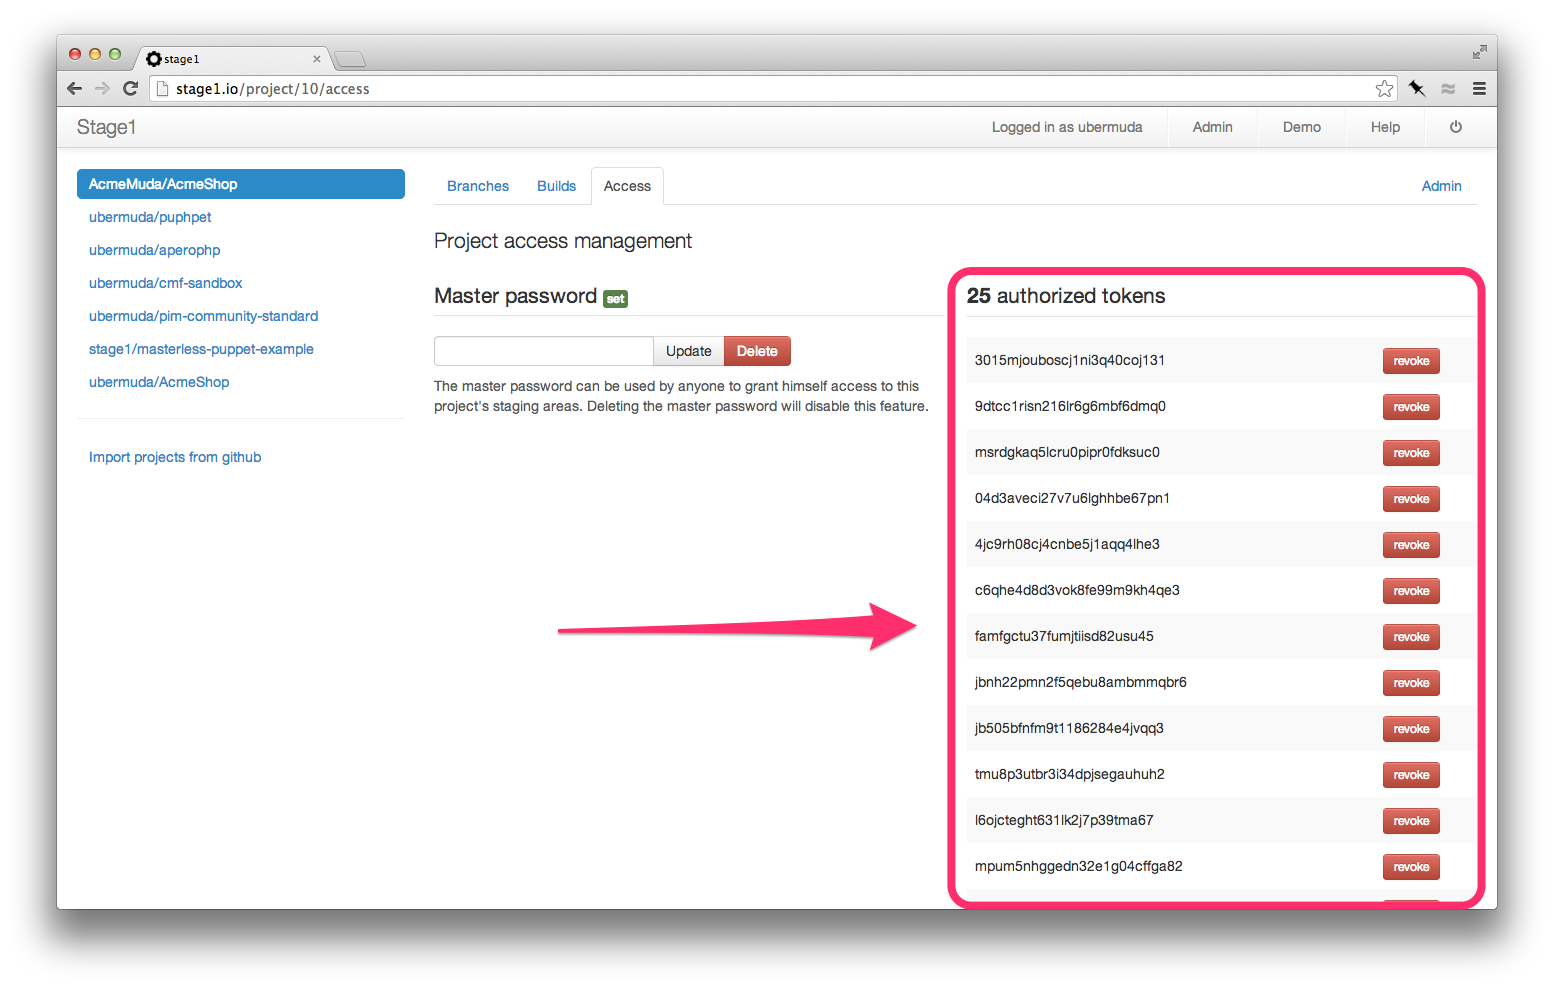 stage1
stage1.io/project/10/access
Stage1
Logged in as ubermuda
Admin
Demo
Help
AcmeMuda/AcmeShop
ubermuda/puphpet
ubermuda/aperophp
ubermuda/cmf-sandbox
ubermuda/pim-community-standard
stage1/masterless-puppet-example
ubermuda/AcmeShop
Import projects from github
Branches
Builds
Access
Admin
Project access management
Master password set
Update
Delete
The master password can be used by anyone to grant himself access to this
project's staging areas. Deleting the master password will disable this feature.
25 authorized tokens
3015mjouboscj1ni3q40coj131 revoke
9dtcc1risn216lr6g6mbf6dmq0 revoke
msrdgkaq5lcru0pipr0fdksuc0 revoke
04d3aveci27v7u6lghhbe67pn1 revoke
4jc9rh08cj4cnbe5j1aqq4lhe3 revoke
c6qhe4d8d3vok8fe99m9kh4qe3 revoke
famfgctu37fumjtiisd82usu45 revoke
jbnh22pmn2f5qebu8ambmmqbr6 revoke
jb505bfnfm9t1186284e4jvqq3 revoke
tmu8p3utbr3i34dpjsegauhuh2 revoke
l6ojcteght631lk2j7p39tma67 revoke
mpum5nhggedn32e1g04cffga82 revoke